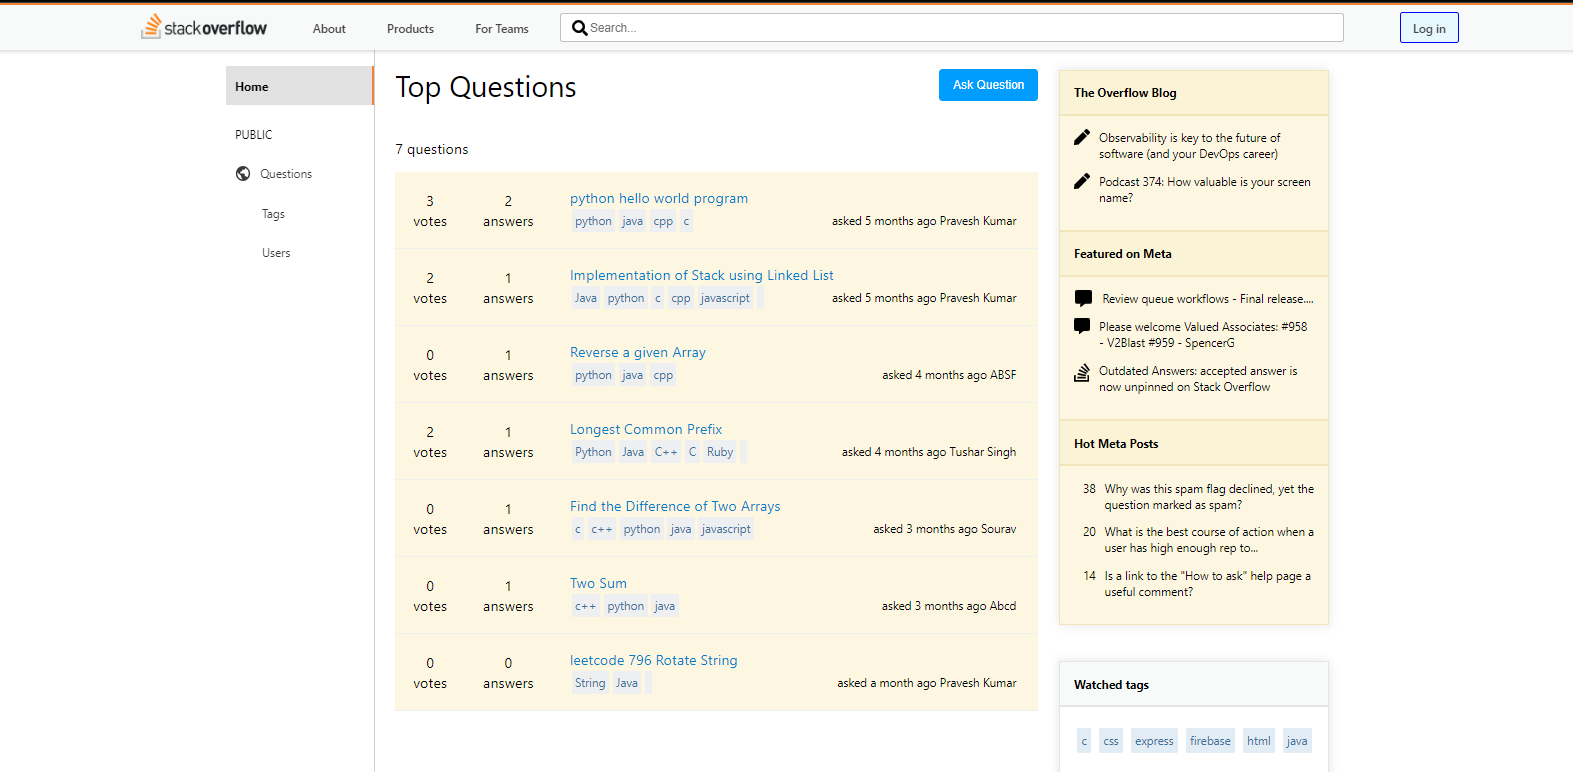 stackoverflow About Products For Teams Search... Log in
Home
PUBLIC
Questions
Tags
Users
Top Questions Ask Question
7 questions
3 votes 2 answers python hello world program
python java cpp c asked 5 months ago Pravesh Kumar
2 votes 1 answers Implementation of Stack using Linked List
Java python c cpp javascript asked 5 months ago Pravesh Kumar
0 votes 1 answers Reverse a given Array
python java cpp asked 4 months ago ABSF
2 votes 1 answers Longest Common Prefix
Python Java C++ C Ruby asked 4 months ago Tushar Singh
0 votes 1 answers Find the Difference of Two Arrays
c c++ python java javascript asked 3 months ago Sourav
0 votes 1 answers Two Sum
c++ python java asked 3 months ago Abcd
0 votes 0 answers leetcode 796 Rotate String
String Java asked a month ago Pravesh Kumar
The Overflow Blog
Observability is key to the future of
software (and your DevOps career)
Podcast 374: How valuable is your screen
name?
Featured on Meta
Review queue workflows - Final release....
Please welcome Valued Associates: #958
- V2Blast #959 - SpencerG
Outdated Answers: accepted answer is
now unpinned on Stack Overflow
Hot Meta Posts
38 Why was this spam flag declined, yet the
question marked as spam?
20 What is the best course of action when a
user has high enough rep to...
14 Is a link to the "How to ask" help page a
useful comment?
Watched tags
c css express firebase html java